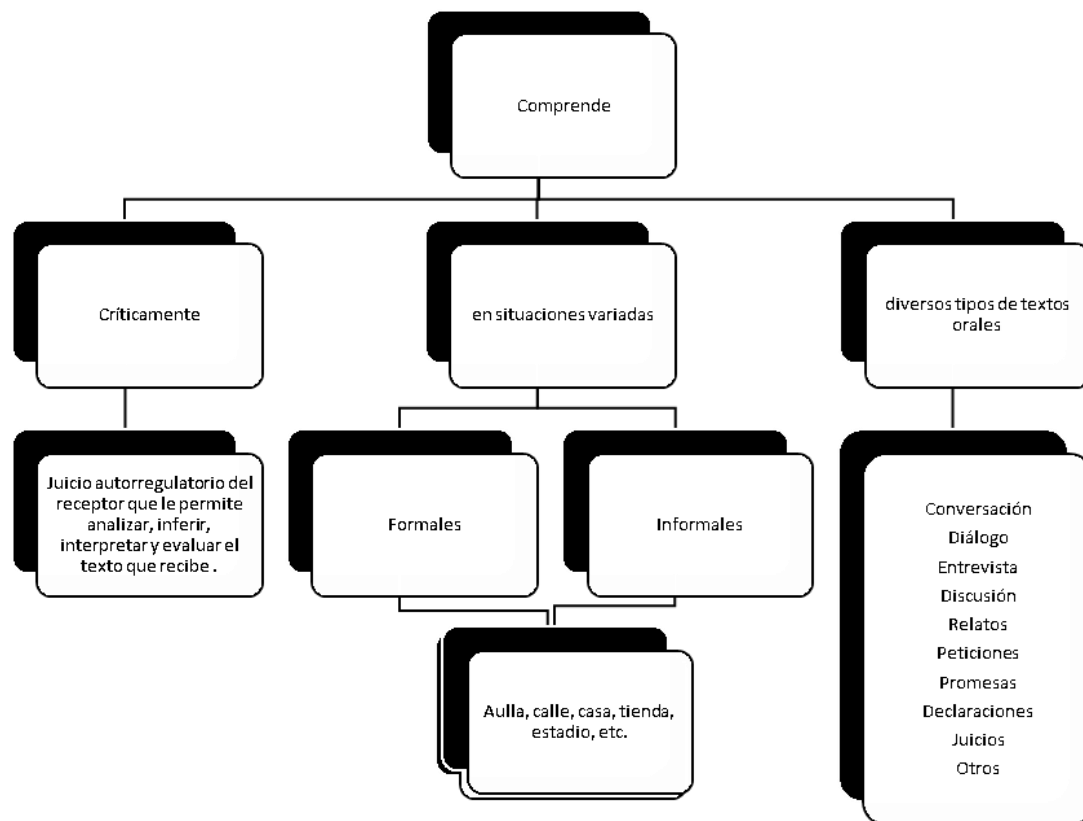 Comprende
Críticamente
en situaciones variadas
diversos tipos de textos
orales
Juicio autorregulatorio del
receptor que le permite
analizar, inferir,
interpretar y evaluar el
texto que recibe .
Formales
Informales
Conversación
Diálogo
Entrevista
Discusión
Relatos
Peticiones
Promesas
Declaraciones
Juicios
Otros
Aulla, calle, casa, tienda,
estadio, etc.